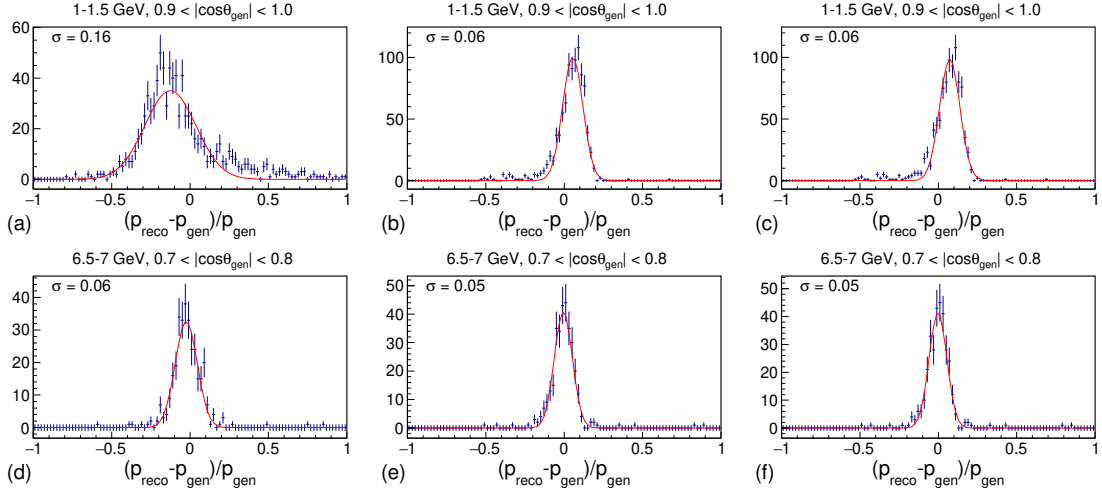 1-1.5 GeV, 0.9 < |cosθgen| < 1.0
σ = 0.16
60
50
40
30
20
10
0
−1 −0.5 0 0.5 1
(a)
(preco-pgen)/pgen
1-1.5 GeV, 0.9 < |cosθgen| < 1.0
σ = 0.06
100
50
0
−1 −0.5 0 0.5 1
(b)
(preco-pgen)/pgen
1-1.5 GeV, 0.9 < |cosθgen| < 1.0
σ = 0.06
100
50
0
−1 −0.5 0 0.5 1
(c)
(preco-pgen)/pgen
6.5-7 GeV, 0.7 < |cosθgen| < 0.8
σ = 0.06
40
30
20
10
0
−1 −0.5 0 0.5 1
(d)
(preco-pgen)/pgen
6.5-7 GeV, 0.7 < |cosθgen| < 0.8
σ = 0.05
50
40
30
20
10
0
−1 −0.5 0 0.5 1
(e)
(preco-pgen)/pgen
6.5-7 GeV, 0.7 < |cosθgen| < 0.8
σ = 0.05
50
40
30
20
10
0
−1 −0.5 0 0.5 1
(f)
(preco-pgen)/pgen